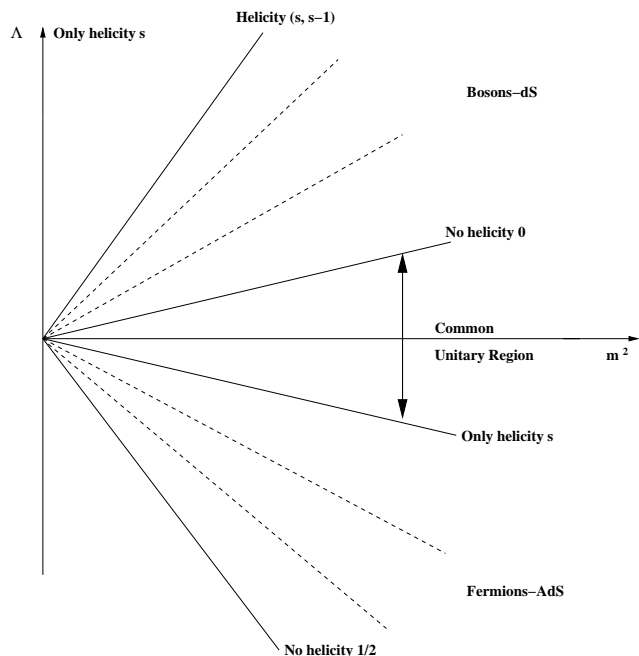 Helicity (s, s−1)
Λ
Only helicity s
Bosons−dS
No helicity 0
Common
Unitary Region
m²
Only helicity s
Fermions−AdS
No helicity 1/2